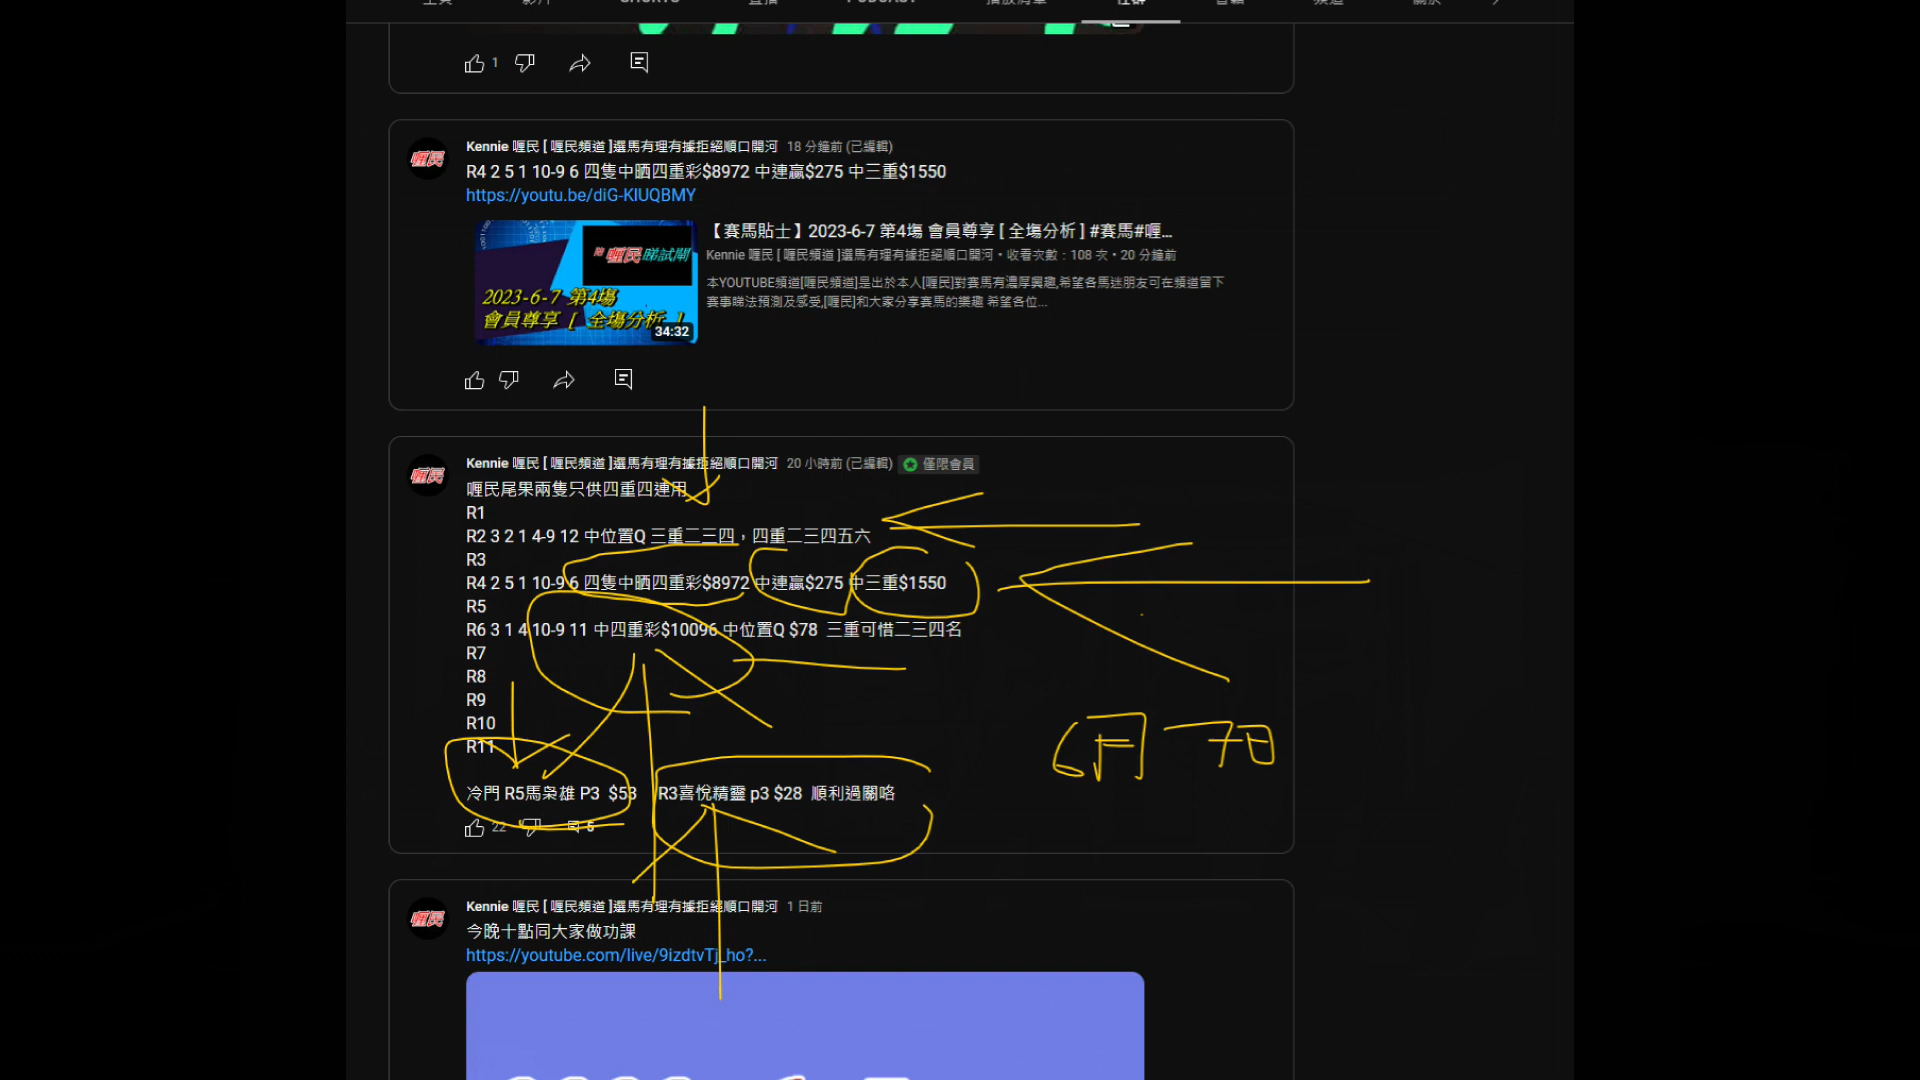 1
Kennie 喱民 [ 喱民頻道 ]選馬有理有據拒絕順口開河 18 分鐘前 (已編輯)
R4 2 5 1 10-9 6 四隻中晒四重彩$8972 中連贏$275 中三重$1550
https://youtu.be/diG-KlUQBMY
喱民睇試閘
2023-6-7 第4場
會員尊享 [ 全場分析 ]
34:32
【賽馬貼士】2023-6-7 第4塲 會員尊享 [ 全塲分析 ] #賽馬#喱...
Kennie 喱民 [ 喱民頻道 ]選馬有理有據拒絕順口開河 • 收看次數：108 次 • 20 分鐘前
本YOUTUBE頻道[喱民頻道]是出於本人[喱民]對賽馬有濃厚興趣,希望各馬迷朋友可在頻道留下
賽事睇法預測及感受,[喱民]和大家分享賽馬的樂趣 希望各位...
喱民
Kennie 喱民 [ 喱民頻道 ]選馬有理有據拒絕順口開河 20 小時前 (已編輯) 僅限會員
喱民尾果兩隻只供四重四連用
R1
R2 3 2 1 4-9 12 中位置Q 三重二三四，四重二三四五六
R3
R4 2 5 1 10-9 6 四隻中晒四重彩$8972 中連贏$275 中三重$1550
R5
R6 3 1 4 10-9 11 中四重彩$10096 中位置Q $78 三重可惜二三四名
R7
R8
R9
R10
R11
6月7日
冷門 R5馬梟雄 P3 $53 R3喜悅精靈 p3 $28 順利過關咯
22 5
喱民
Kennie 喱民 [ 喱民頻道 ]選馬有理有據拒絕順口開河 1 日前
今晚十點同大家做功課
https://youtube.com/live/9izdtvTj_ho?...